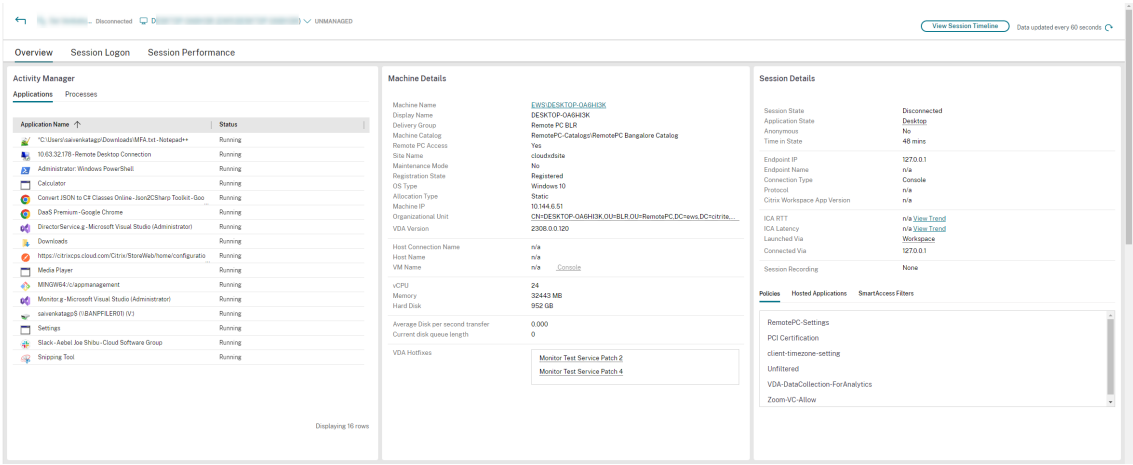 Disconnected UNMANAGED
View Session Timeline
Data updated every 60 seconds
Overview Session Logon Session Performance
Activity Manager
Applications Processes
Application Name Status
"C:\Users\saivenkatagp\Downloads\MFA.txt - Notepad++ Running
10.63.32.178 - Remote Desktop Connection Running
Administrator: Windows PowerShell Running
Calculator Running
Convert JSON to C# Classes Online - Json2CSharp Toolkit - Goo Running
DaaS Premium - Google Chrome Running
DirectorService.g - Microsoft Visual Studio (Administrator) Running
Downloads Running
https://citrixcps.cloud.com/Citrix/StoreWeb/home/configuratio Running
Media Player Running
MINGW64:/c/appmanagement Running
Monitor.g - Microsoft Visual Studio (Administrator) Running
saivenkatagpS (\\BANPFILER01) (V:) Running
Settings Running
Slack - Aebel Joe Shibu - Cloud Software Group Running
Snipping Tool Running
Displaying 16 rows
Machine Details
Machine Name EWS\DESKTOP-0A6HI3K
Display Name DESKTOP-0A6HI3K
Delivery Group Remote PC BLR
Machine Catalog RemotePC-Catalogs\RemotePC Bangalore Catalog
Remote PC Access Yes
Site Name cloudxdsite
Maintenance Mode No
Registration State Registered
OS Type Windows 10
Allocation Type Static
Machine IP 10.144.6.51
Organizational Unit CN=DESKTOP-0A6HI3K,OU=BLR,OU=RemotePC,DC=ews,DC=citrite,...
VDA Version 2308.0.0.120
Host Connection Name n/a
Host Name n/a
VM Name n/a Console
vCPU 24
Memory 32443 MB
Hard Disk 952 GB
Average Disk per second transfer 0.000
Current disk queue length 0
VDA Hotfixes Monitor Test Service Patch 2
Monitor Test Service Patch 4
Session Details
Session State Disconnected
Application State Desktop
Anonymous No
Time in State 48 mins
Endpoint IP 127.0.0.1
Endpoint Name n/a
Connection Type Console
Protocol n/a
Citrix Workspace App Version n/a
ICA RTT n/a View Trend
ICA Latency n/a View Trend
Launched Via Workspace
Connected Via 127.0.0.1
Session Recording None
Policies Hosted Applications SmartAccess Filters
RemotePC-Settings
PCI Certification
client-timezone-setting
Unfiltered
VDA-DataCollection-ForAnalytics
Zoom-VC-Allow